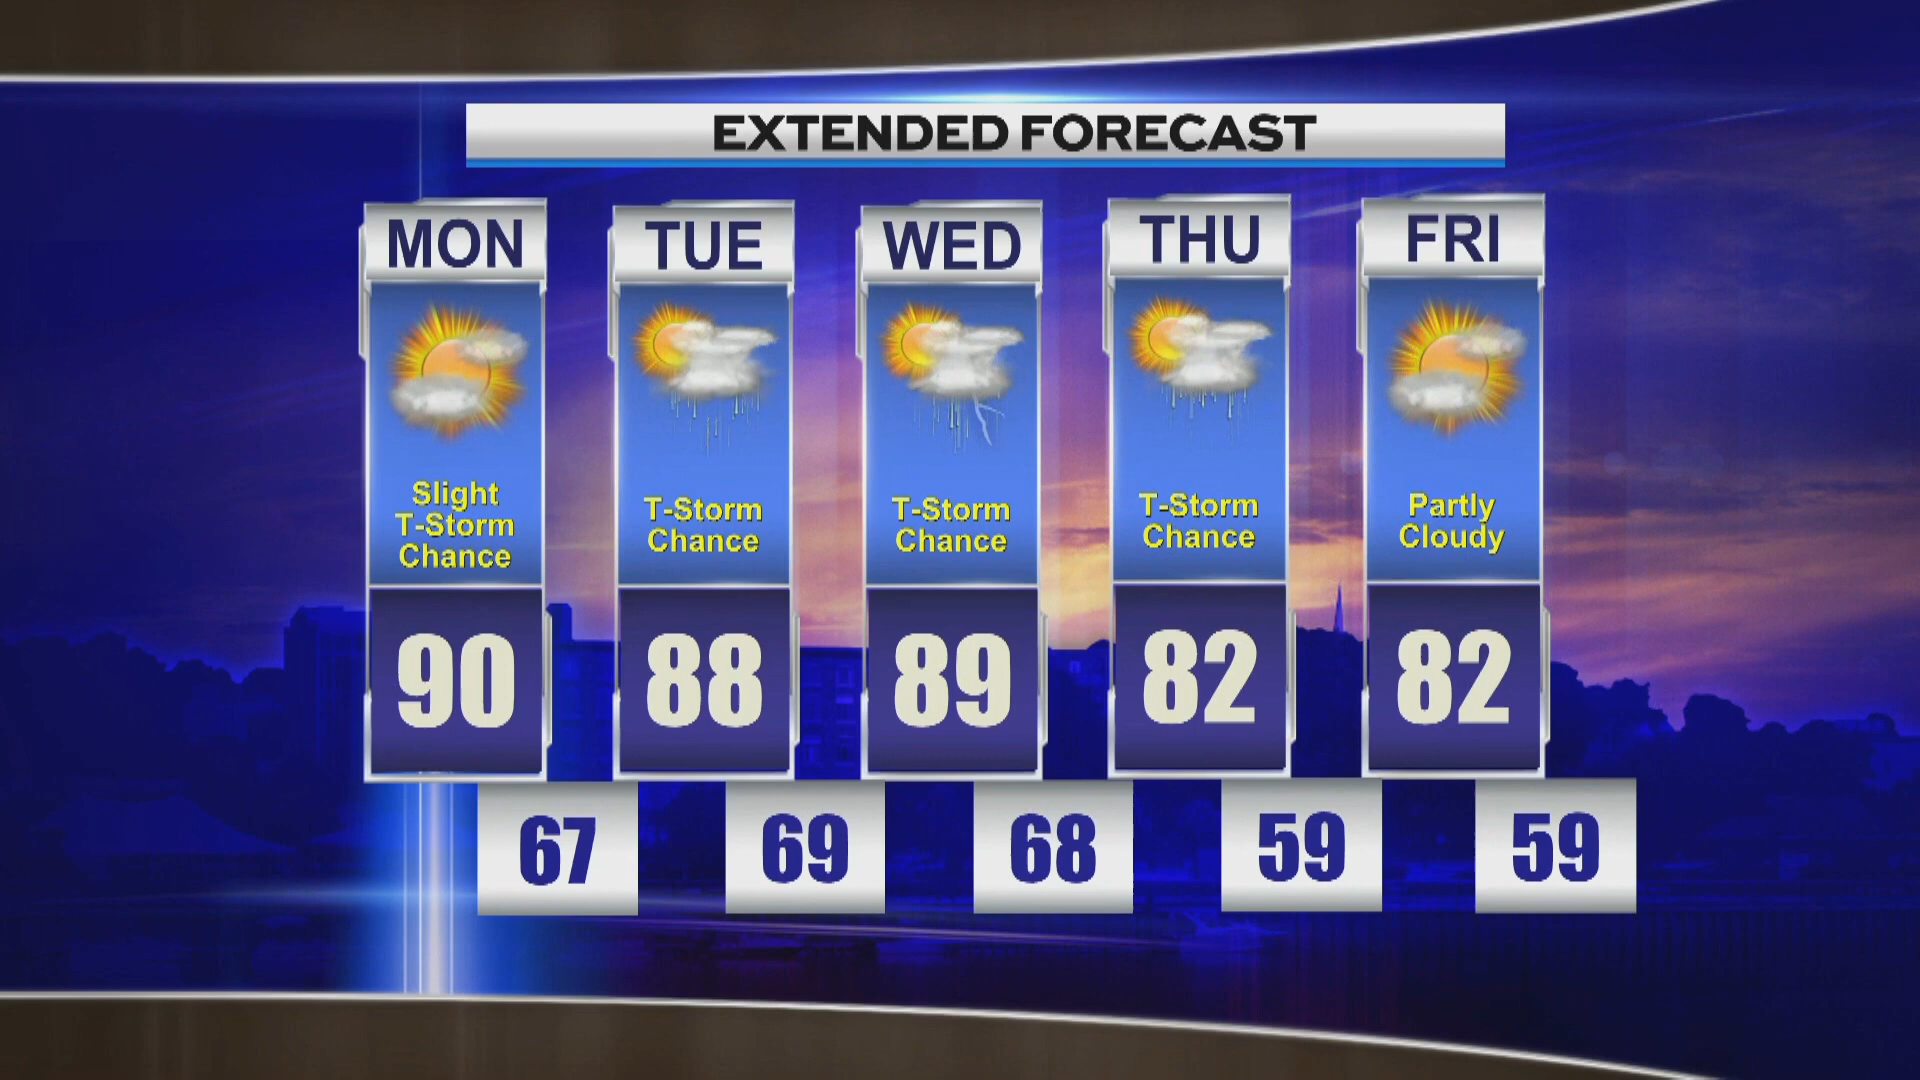 EXTENDED FORECAST
MON
Slight
T-Storm
Chance
90
67
TUE
T-Storm
Chance
88
69
WED
T-Storm
Chance
89
68
THU
T-Storm
Chance
82
59
FRI
Partly
Cloudy
82
59